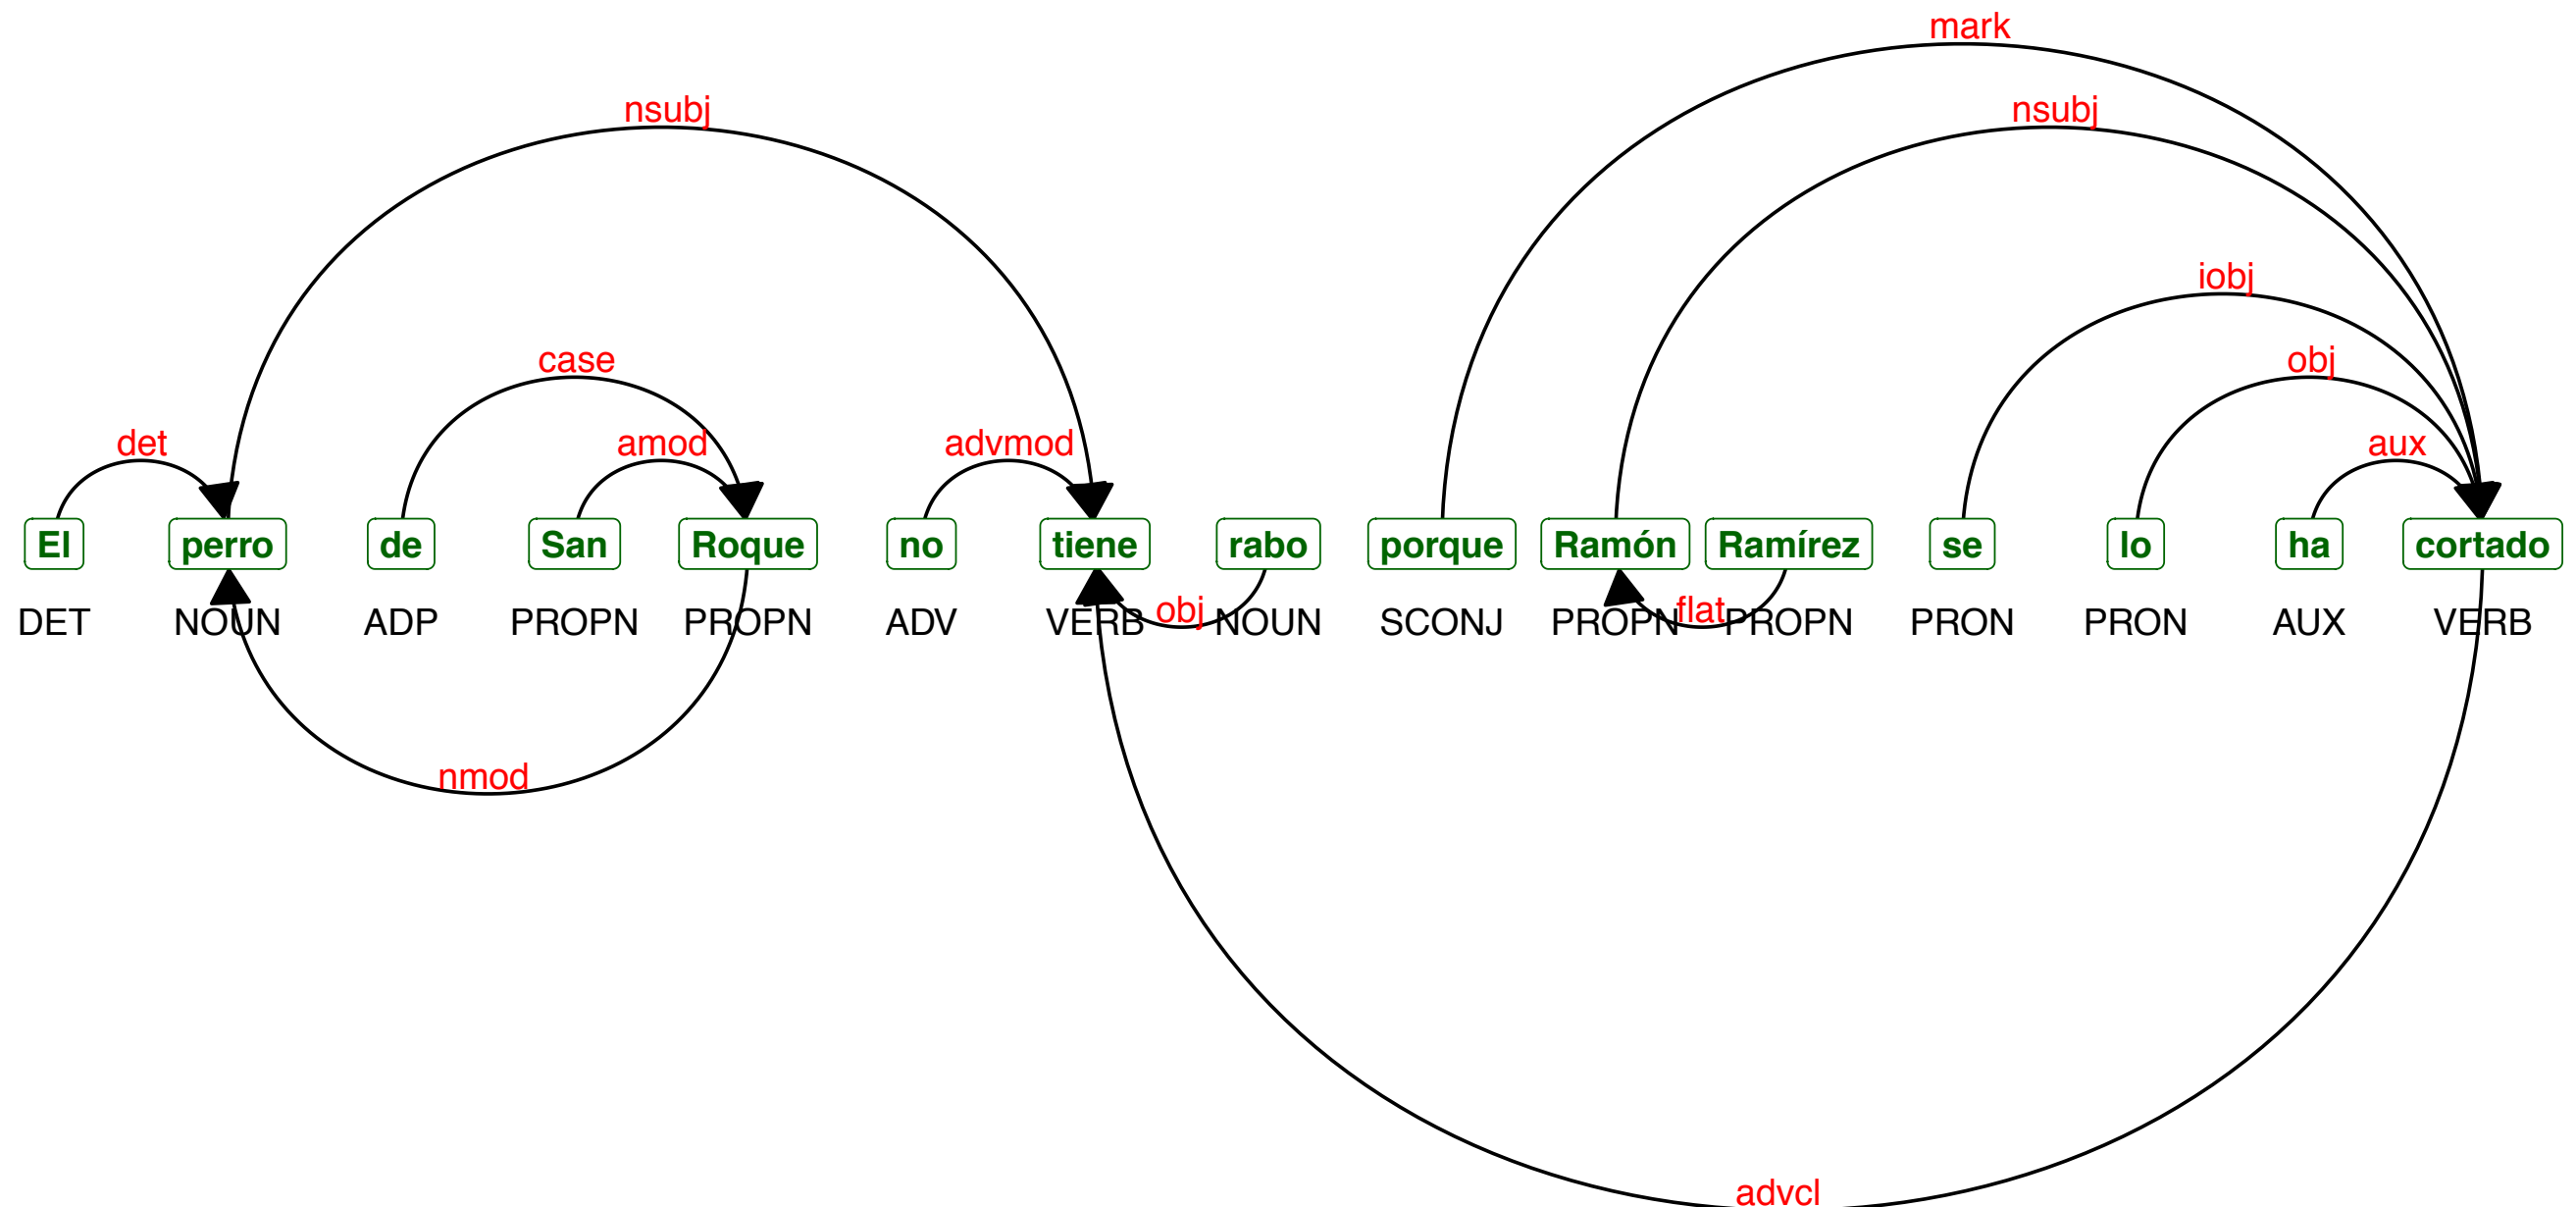 mark
nsubj nsubj
iobj
case obj
det amod advmod aux
El perro de San Roque no tiene rabo porque Ramón Ramírez se lo ha cortado
DET NOUN ADP PROPN PROPN ADV VERB obj NOUN SCONJ PROPN flat PROPN PRON PRON AUX VERB
nmod
advcl